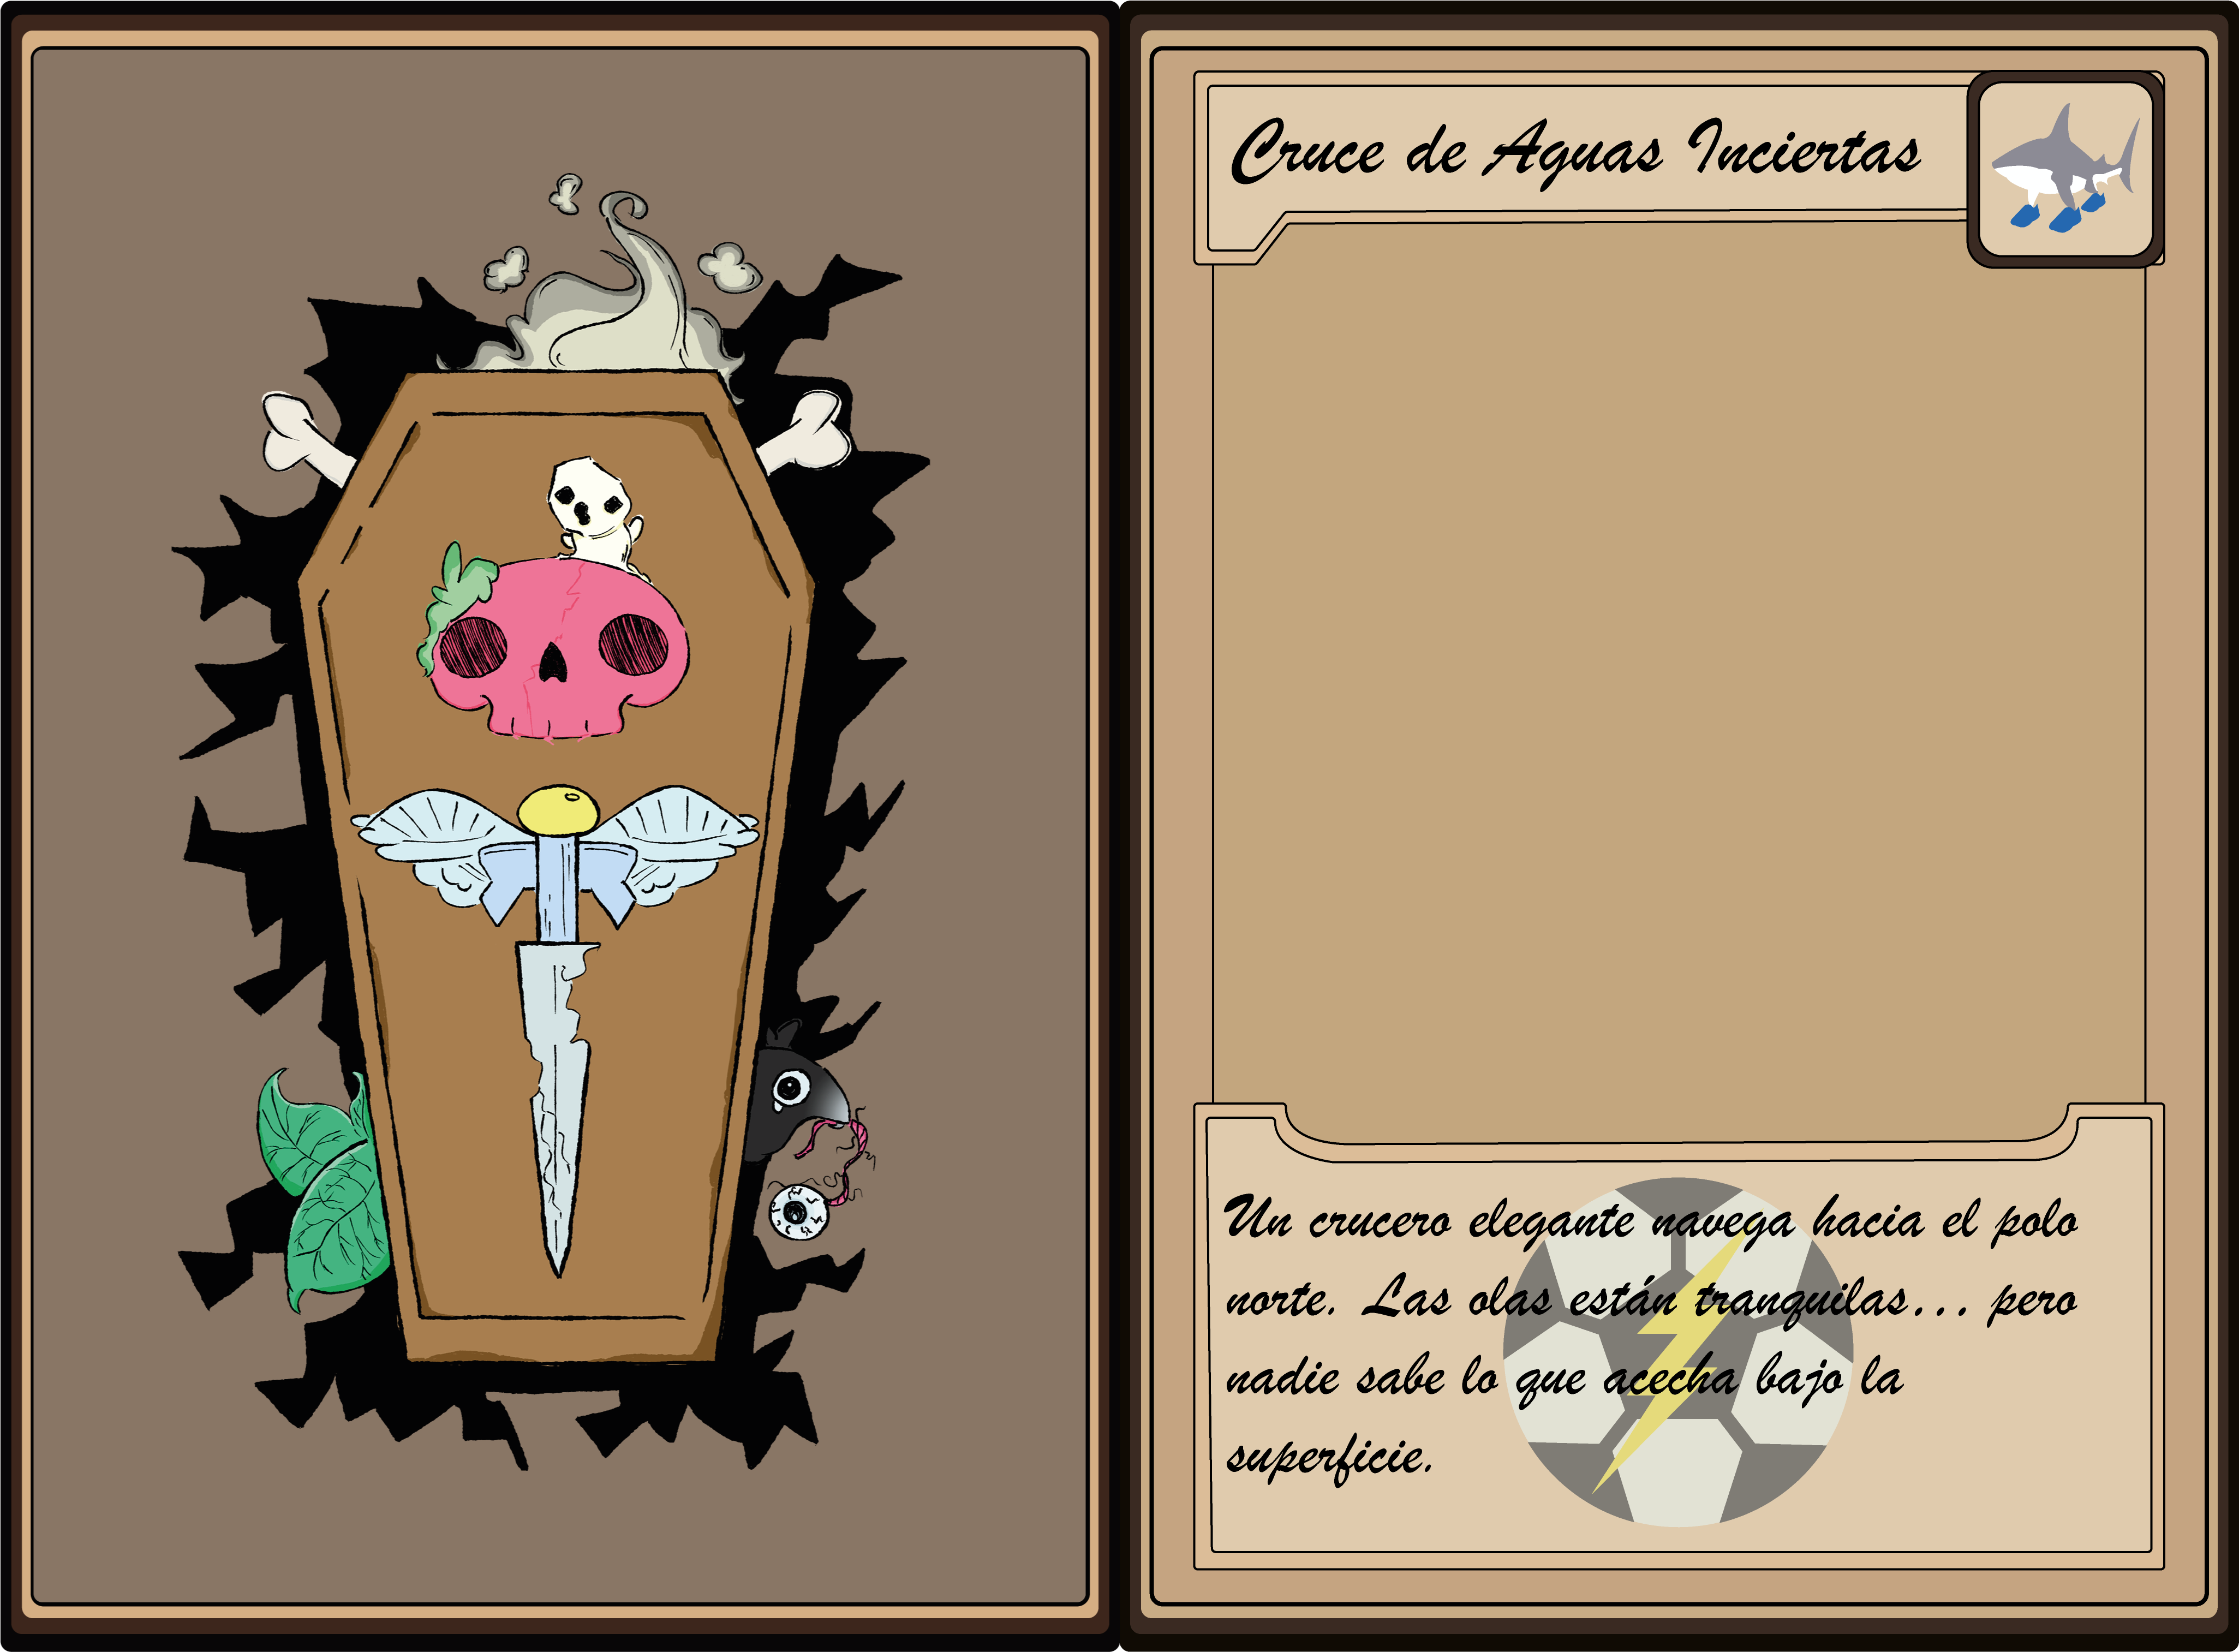 Cruce de Aguas Inciertas
Un crucero elegante navega hacia el polo
norte. Las olas están tranquilas... pero
nadie sabe lo que acecha bajo la
superficie.